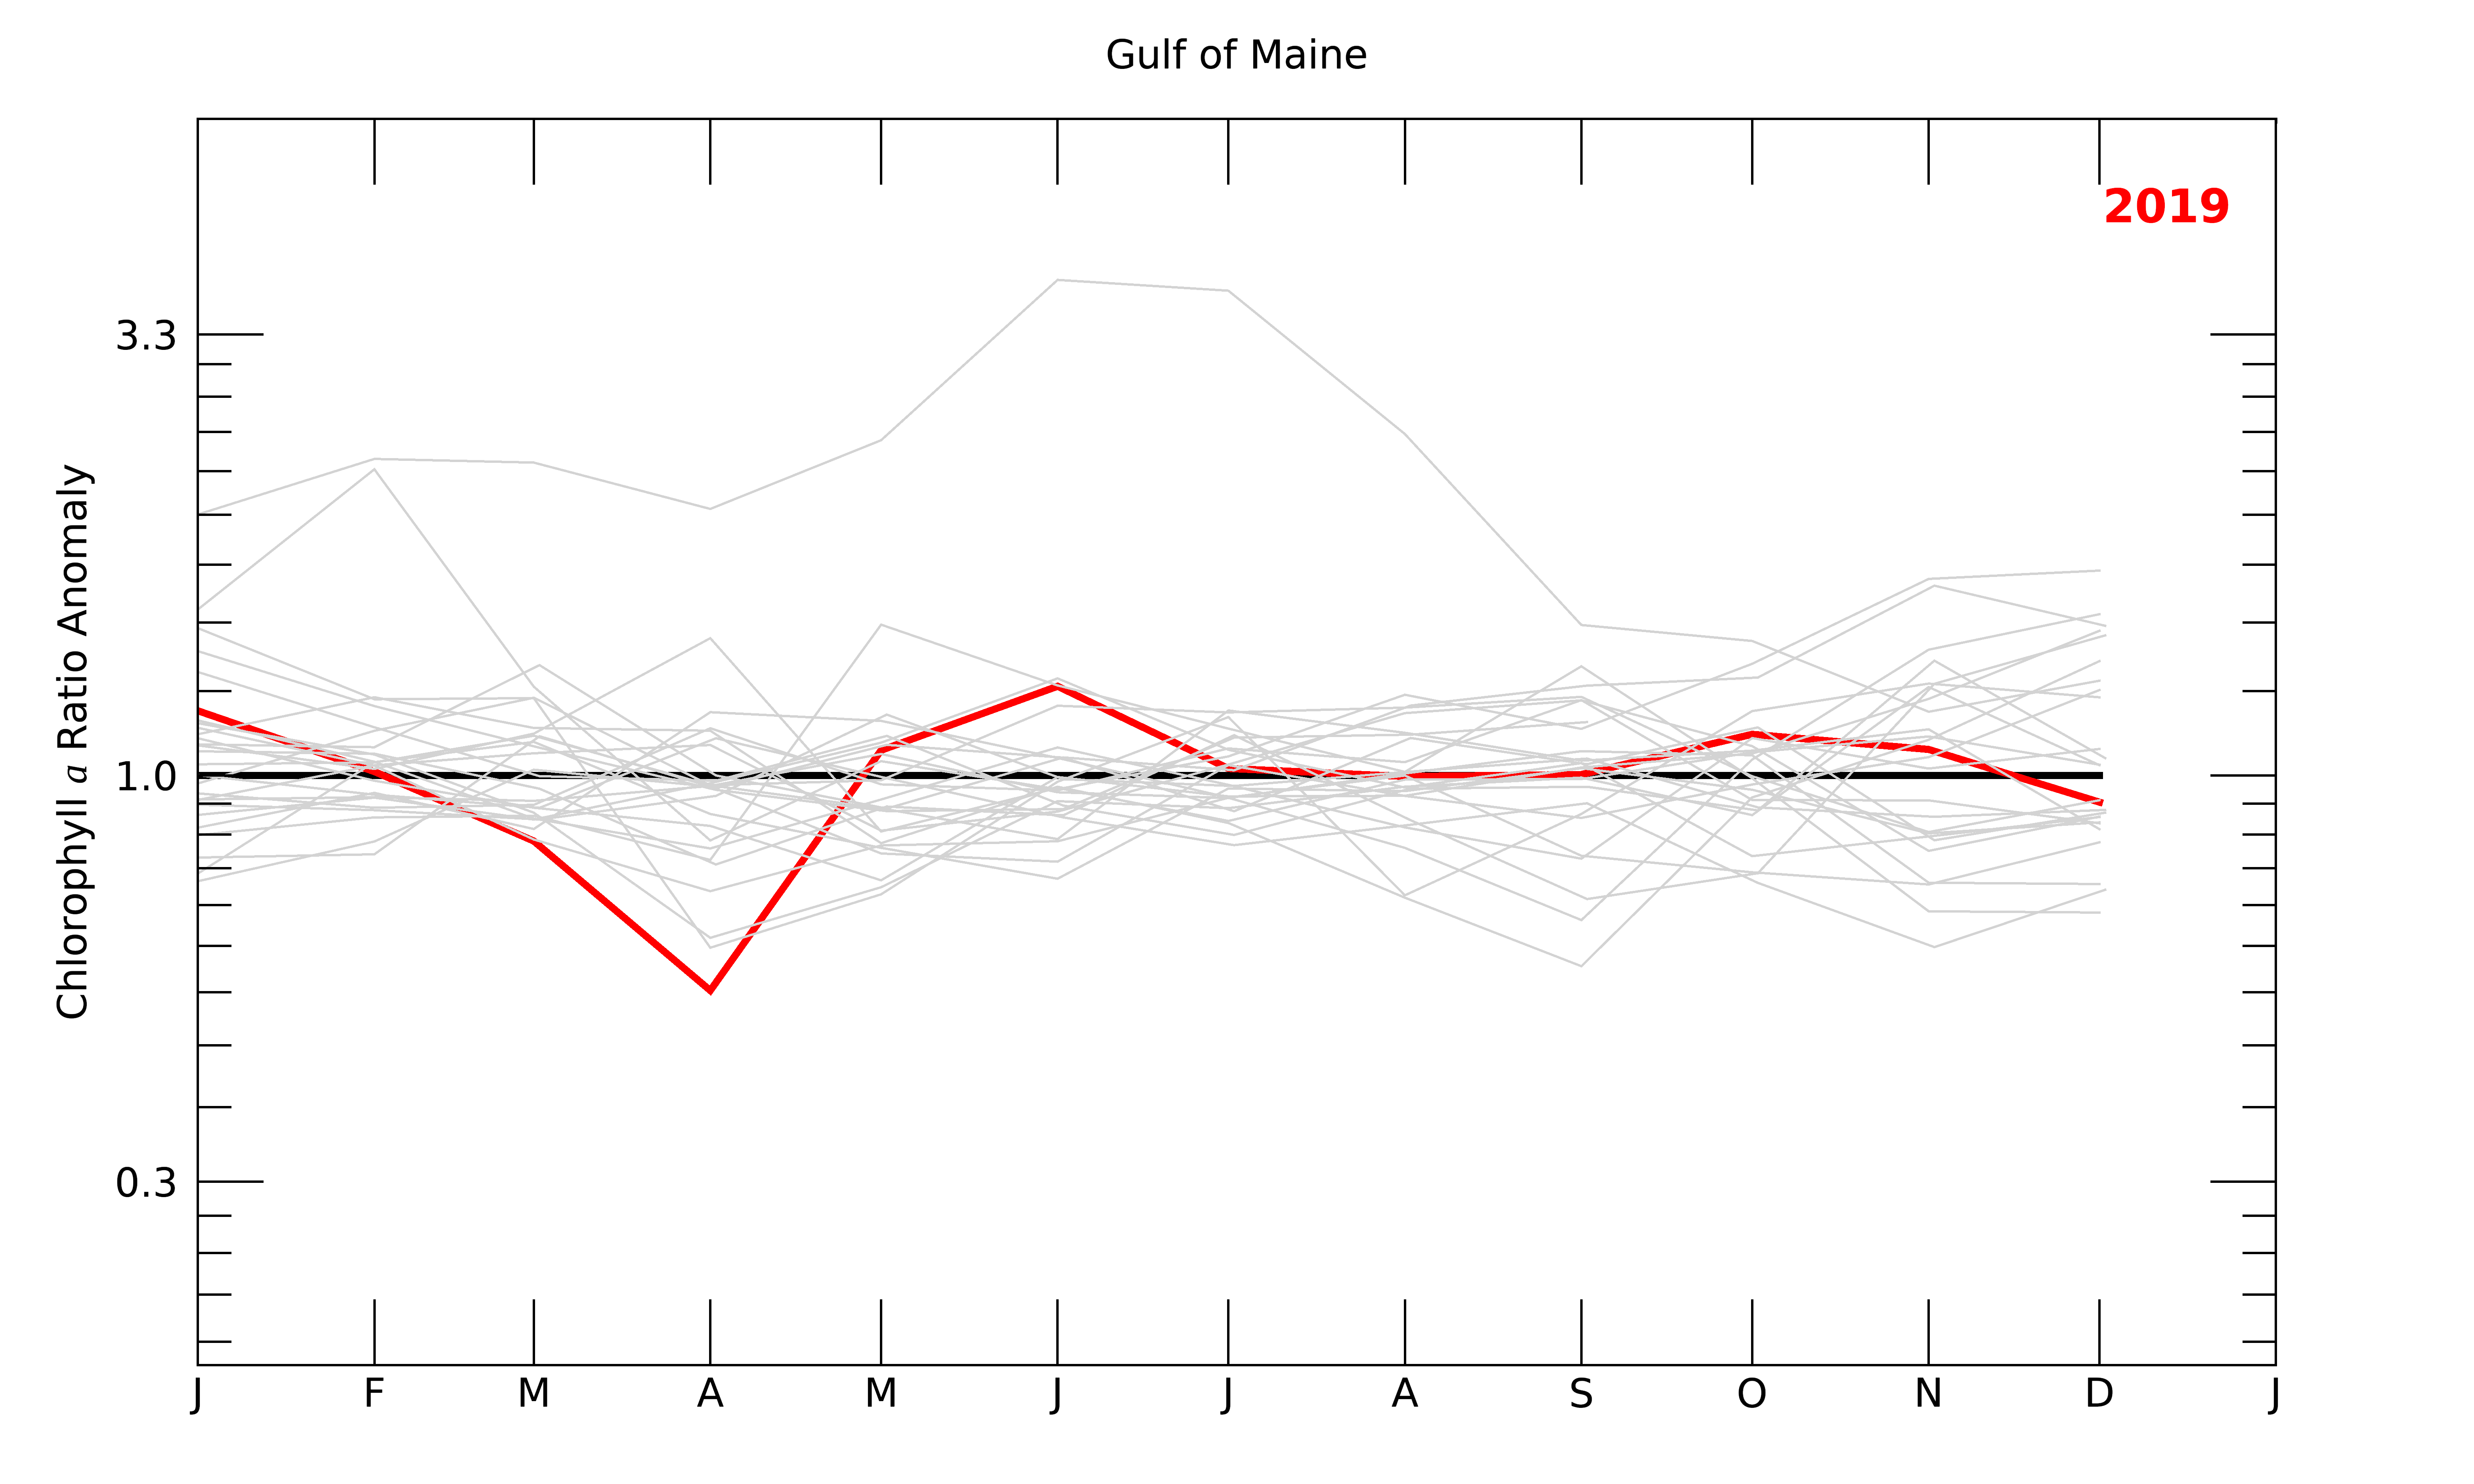 Gulf of Maine
2019
Chlorophyll a Ratio Anomaly
3.3
1.0
0.3
J F M A M J J A S O N D J